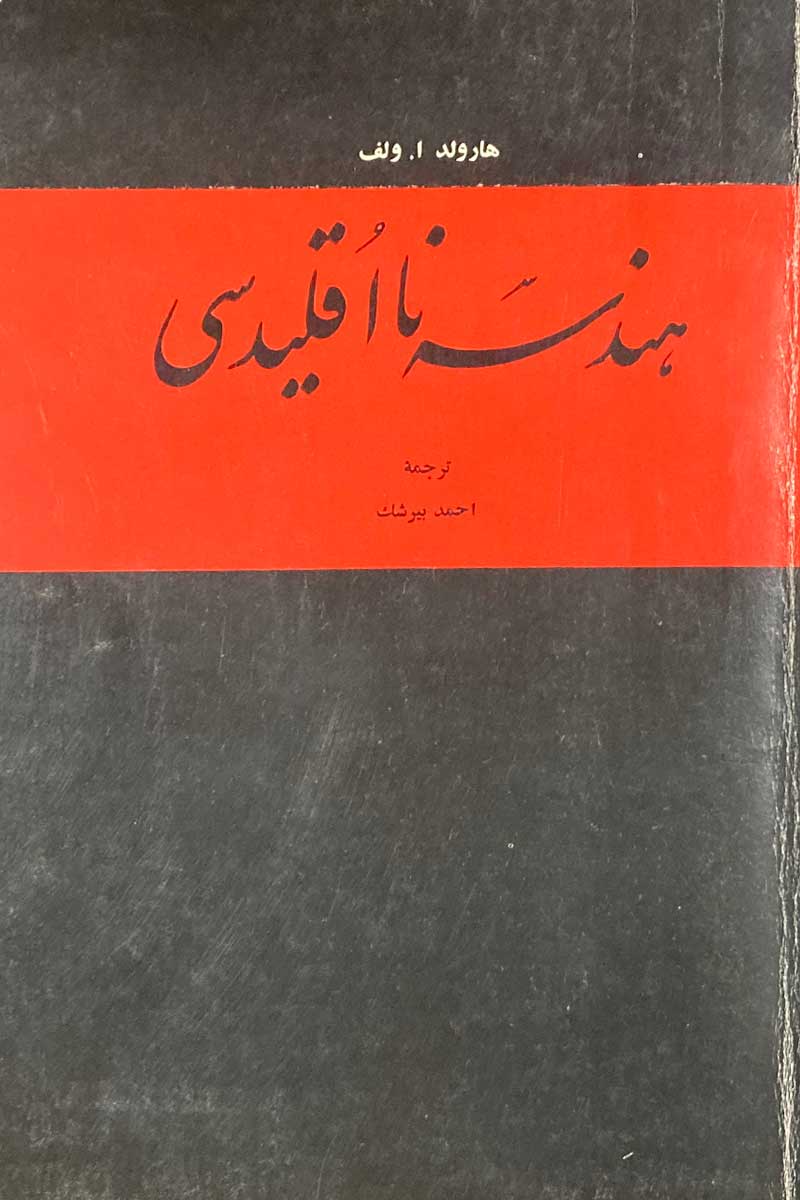 هارولد ا. ولف
هندسه نااُقلیدسی
ترجمهٔ
احمد بیرشک